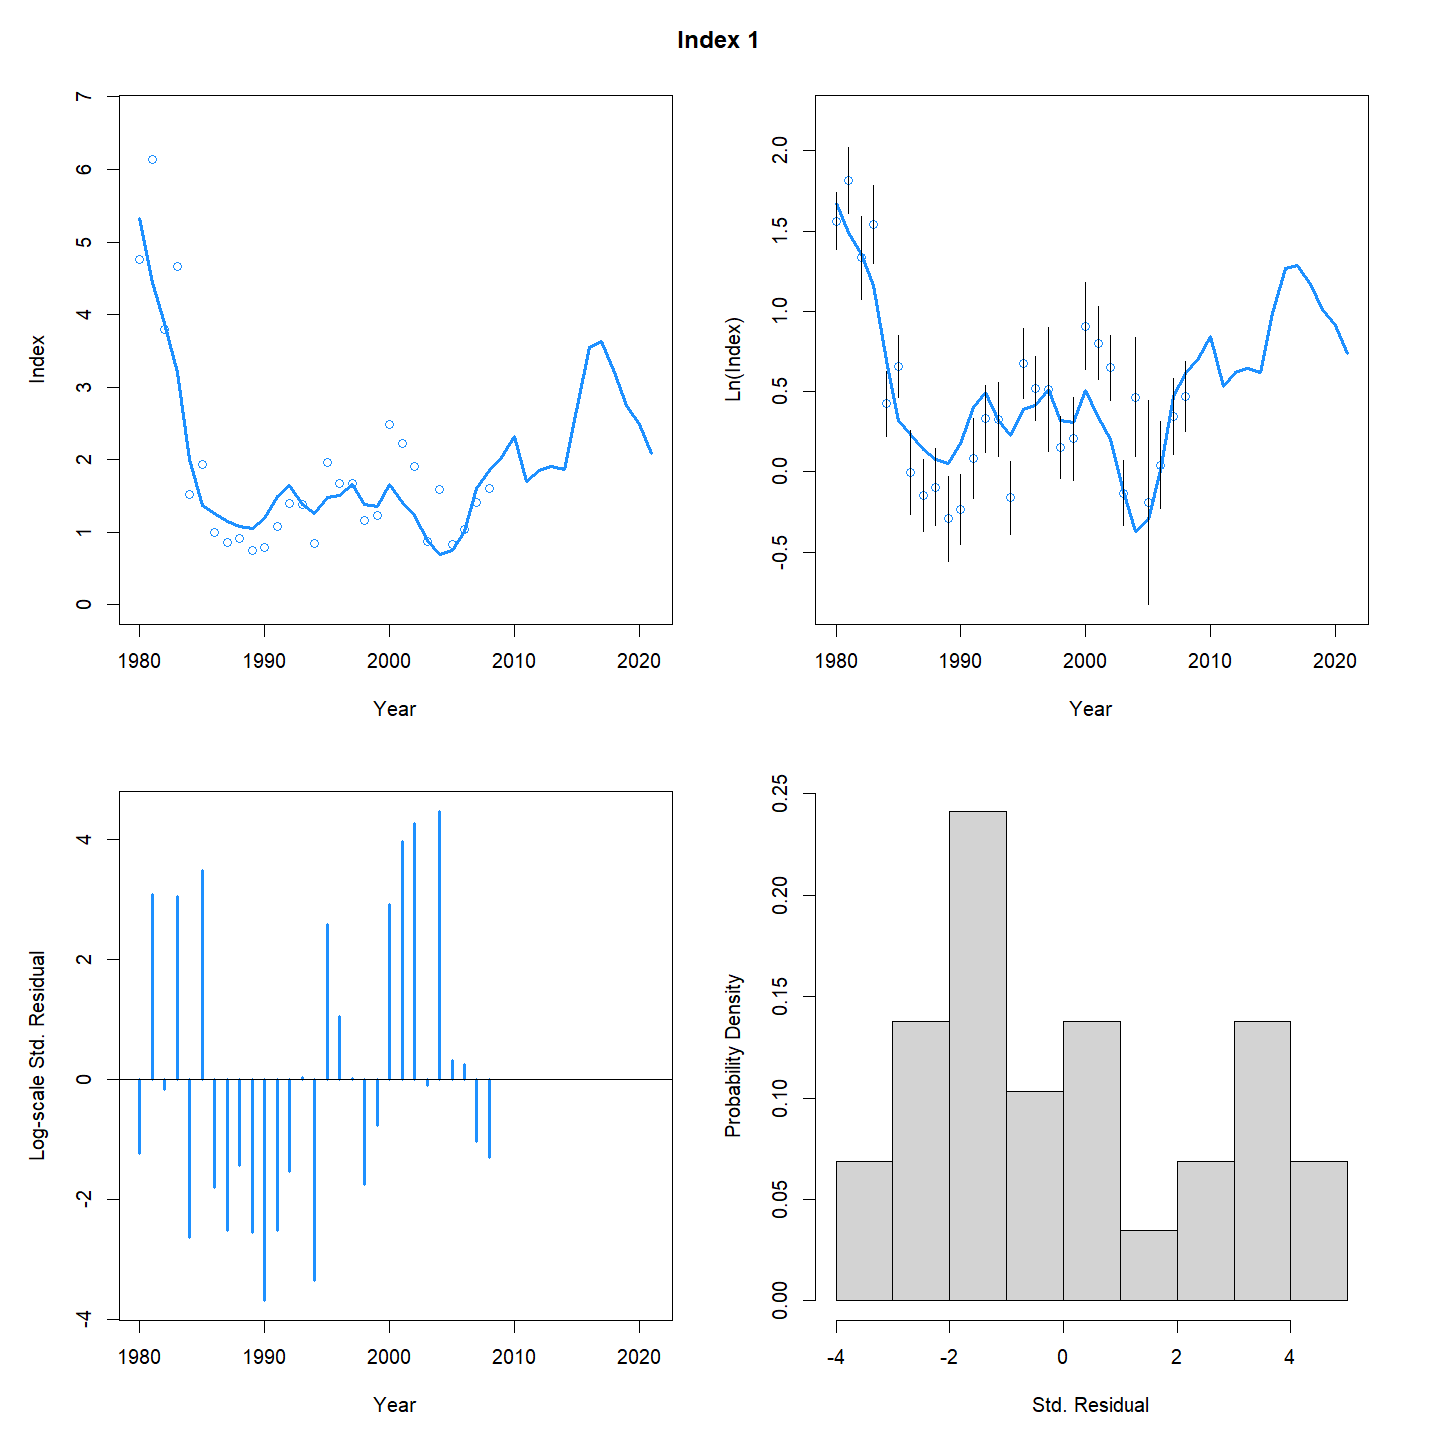 Index 1
7
6
5
4
3
2
1
0
Index
1980 1990 2000 2010 2020
Year
2.0
1.5
1.0
0.5
0.0
-0.5
Ln(Index)
1980 1990 2000 2010 2020
Year
4
2
0
-2
-4
Log-scale Std. Residual
1980 1990 2000 2010 2020
Year
0.25
0.20
0.15
0.10
0.05
0.00
Probability Density
-4 -2 0 2 4
Std. Residual